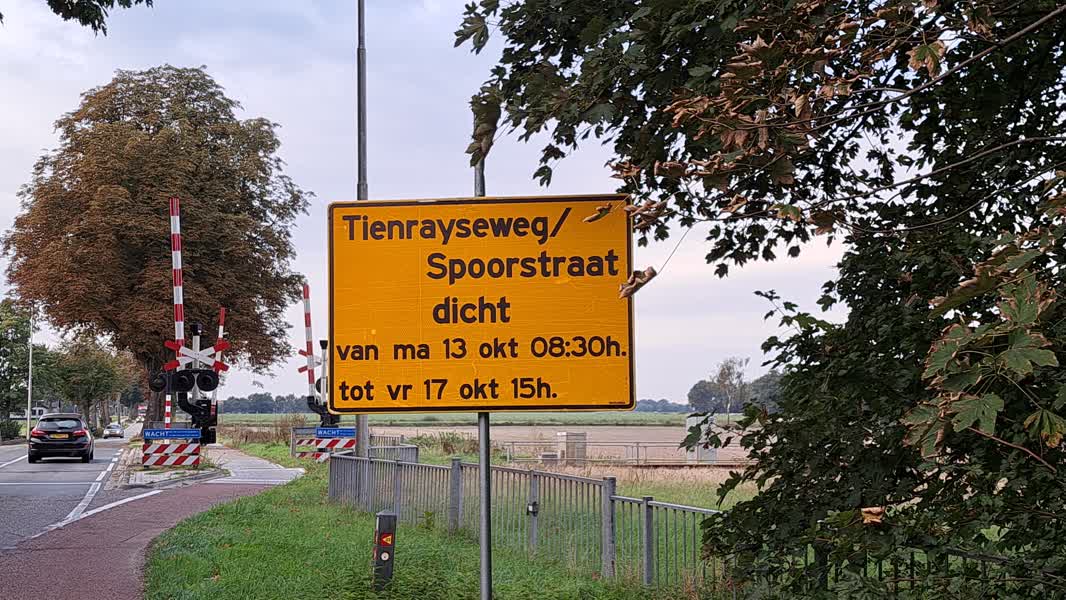 Tienrayseweg/
Spoorstraat
dicht
van ma 13 okt 08:30h.
tot vr 17 okt 15h.
WACHT
WACHT